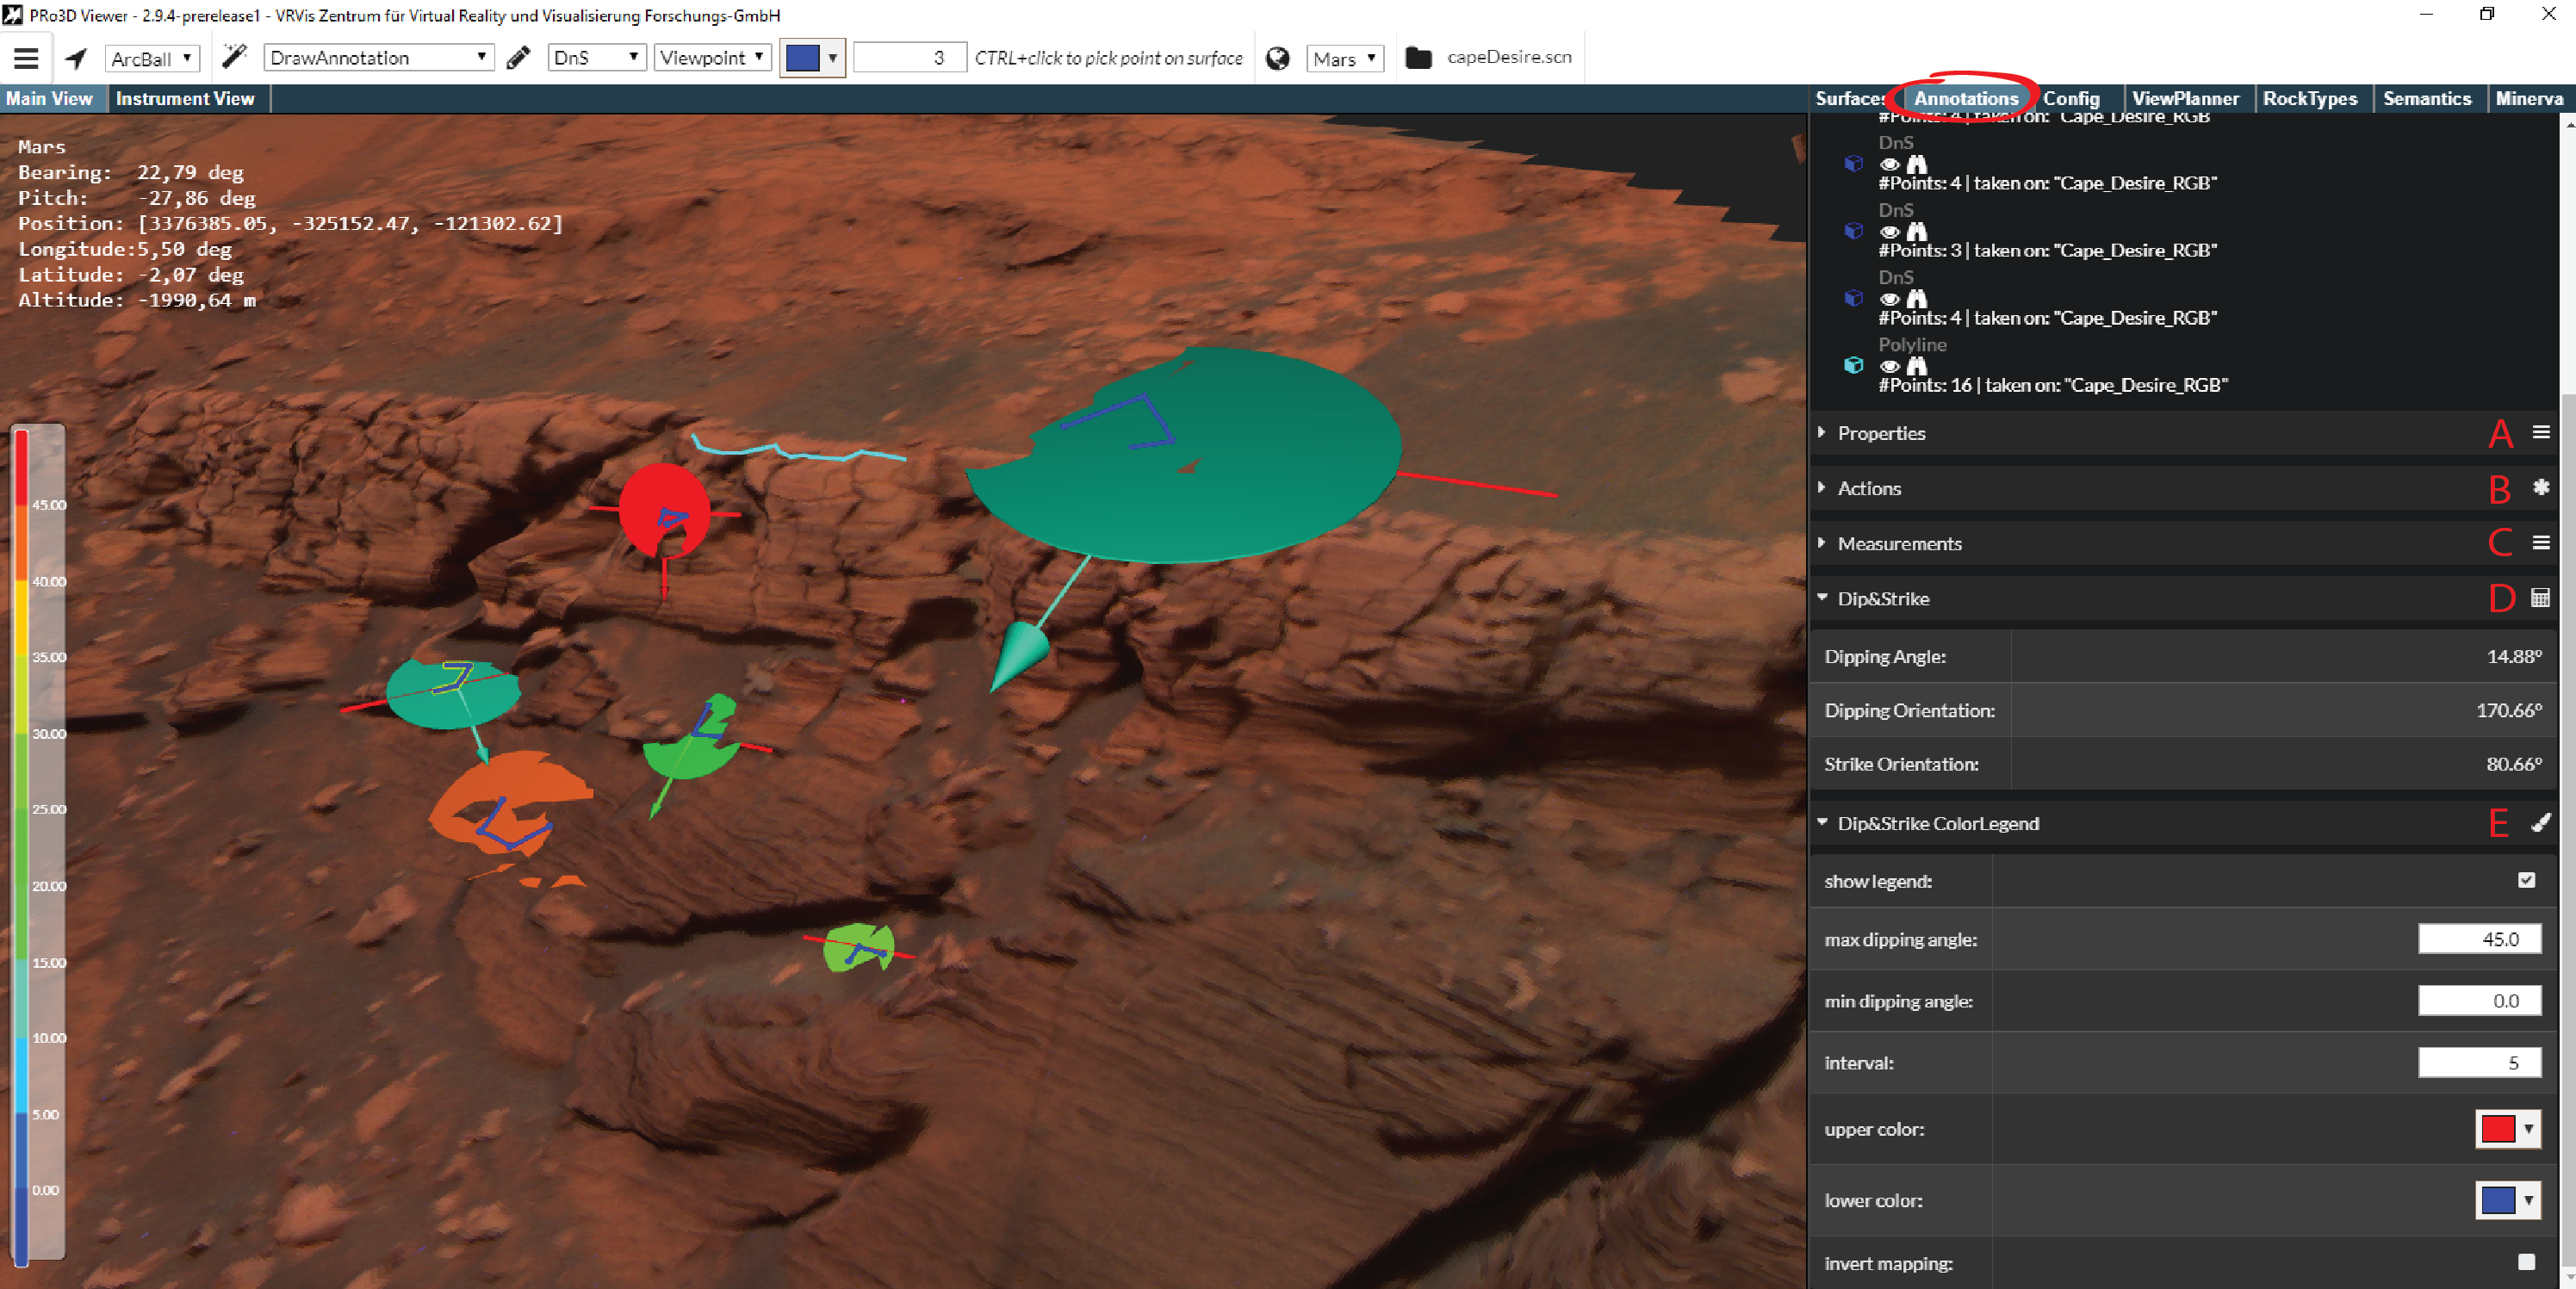 PRo3D Viewer - 2.9.4-prerelease1 - VRVis Zentrum für Virtual Reality und Visualisierung Forschungs-GmbH
ArcBall DrawAnnotation DnS Viewpoint 3 CTRL+click to pick point on surface Mars capeDesire.scn
Main View Instrument View
Surfaces Annotations Config ViewPlanner RockTypes Semantics Minerva
Mars
Bearing: 22,79 deg
Pitch: -27,86 deg
Position: [3376385.05, -325152.47, -121302.62]
Longitude:5,50 deg
Latitude: -2,07 deg
Altitude: -1990,64 m
45.00
40.00
35.00
30.00
25.00
20.00
15.00
10.00
5.00
0.00
#Points: 4 | taken on: "Cape_Desire_RGB"
DnS
#Points: 4 | taken on: "Cape_Desire_RGB"
DnS
#Points: 3 | taken on: "Cape_Desire_RGB"
DnS
#Points: 4 | taken on: "Cape_Desire_RGB"
Polyline
#Points: 16 | taken on: "Cape_Desire_RGB"
Properties A
Actions B
Measurements C
Dip&Strike D
Dipping Angle: 14.88°
Dipping Orientation: 170.66°
Strike Orientation: 80.66°
Dip&Strike ColorLegend E
show legend:
max dipping angle: 45.0
min dipping angle: 0.0
interval: 5
upper color:
lower color:
invert mapping: